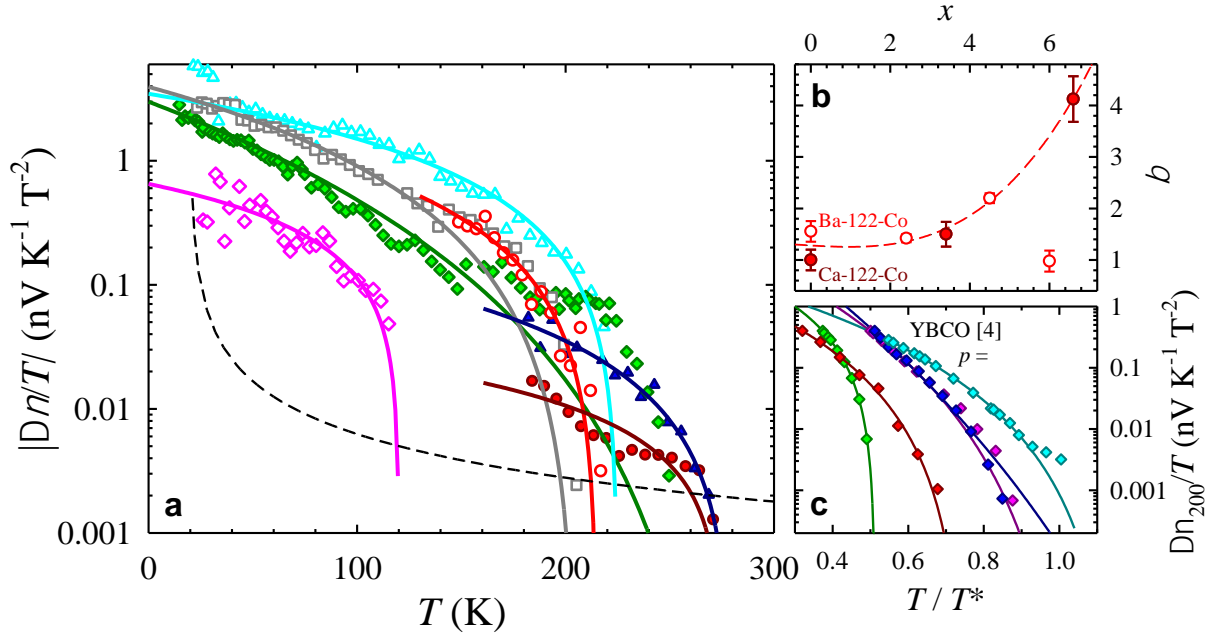 |Dn/T/ (nV K-1 T-2)
1
0.1
0.01
0.001
a
0 100 200 300
T (K)
x
0 2 4 6
b
4
3
2
1
b
Ba-122-Co
Ca-122-Co
YBCO [4]
p =
1
0.1
0.01
0.001
Dn200/T (nV K-1 T-2)
c
0.4 0.6 0.8 1.0
T / T*